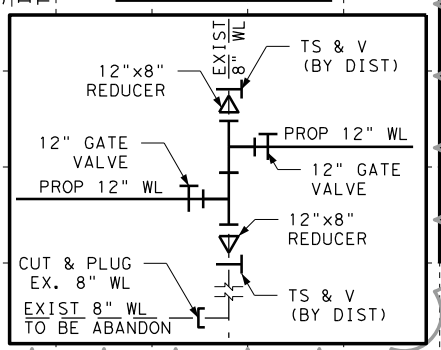 EXIST
8" WL
TS & V
(BY DIST)
12"x8"
REDUCER
PROP 12" WL
12" GATE
VALVE
12" GATE
VALVE
PROP 12" WL
12"x8"
REDUCER
CUT & PLUG
EX. 8" WL
TS & V
(BY DIST)
EXIST 8" WL
TO BE ABANDON